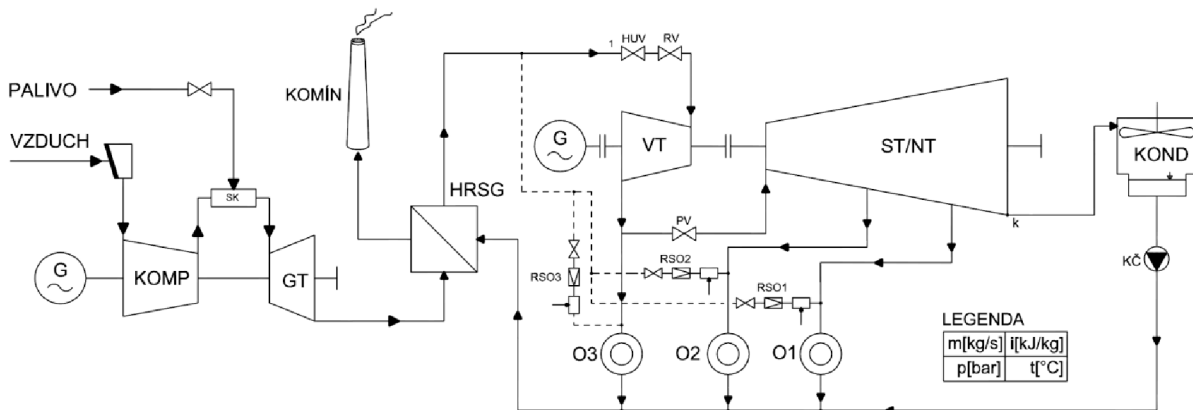 PALIVO
VZDUCH
SK
G
KOMP
GT
KOMÍN
HRSG
1
HUV
RV
G
VT
ST/NT
KOND
k
PV
KČ
RSO3
RSO2
RSO1
O3
O2
O1
LEGENDA
m[kg/s] i[kJ/kg]
p[bar] t[°C]